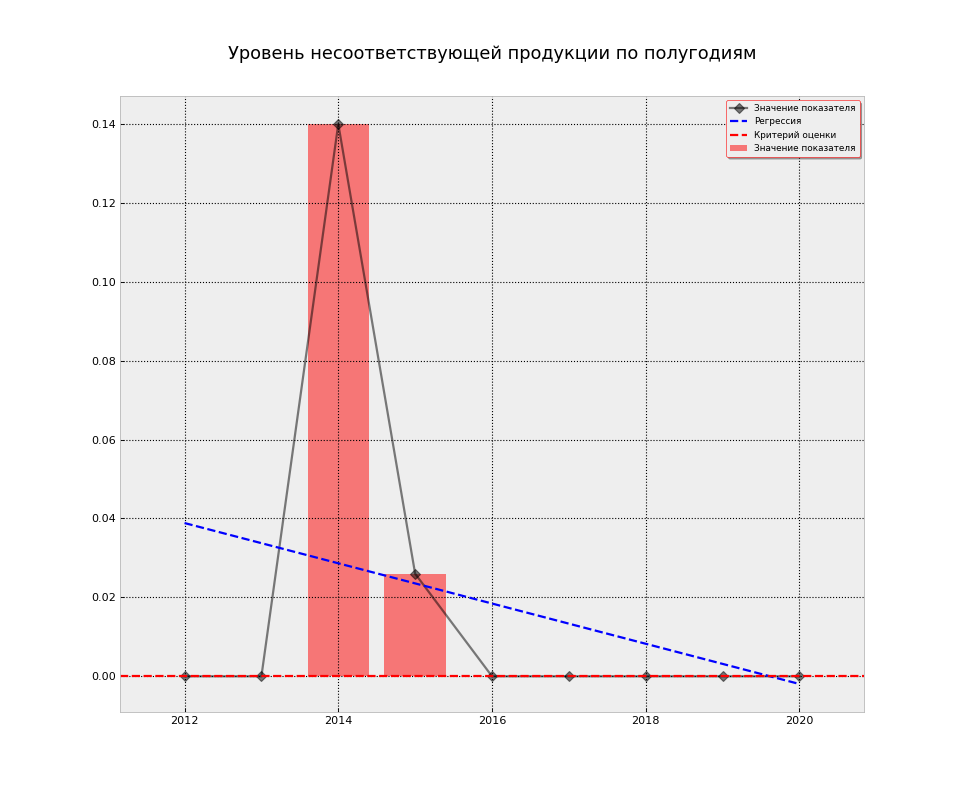 Уровень несоответствующей продукции по полугодиям
Значение показателя
Регрессия
Критерий оценки
Значение показателя
0.14
0.12
0.10
0.08
0.06
0.04
0.02
0.00
2012 2014 2016 2018 2020